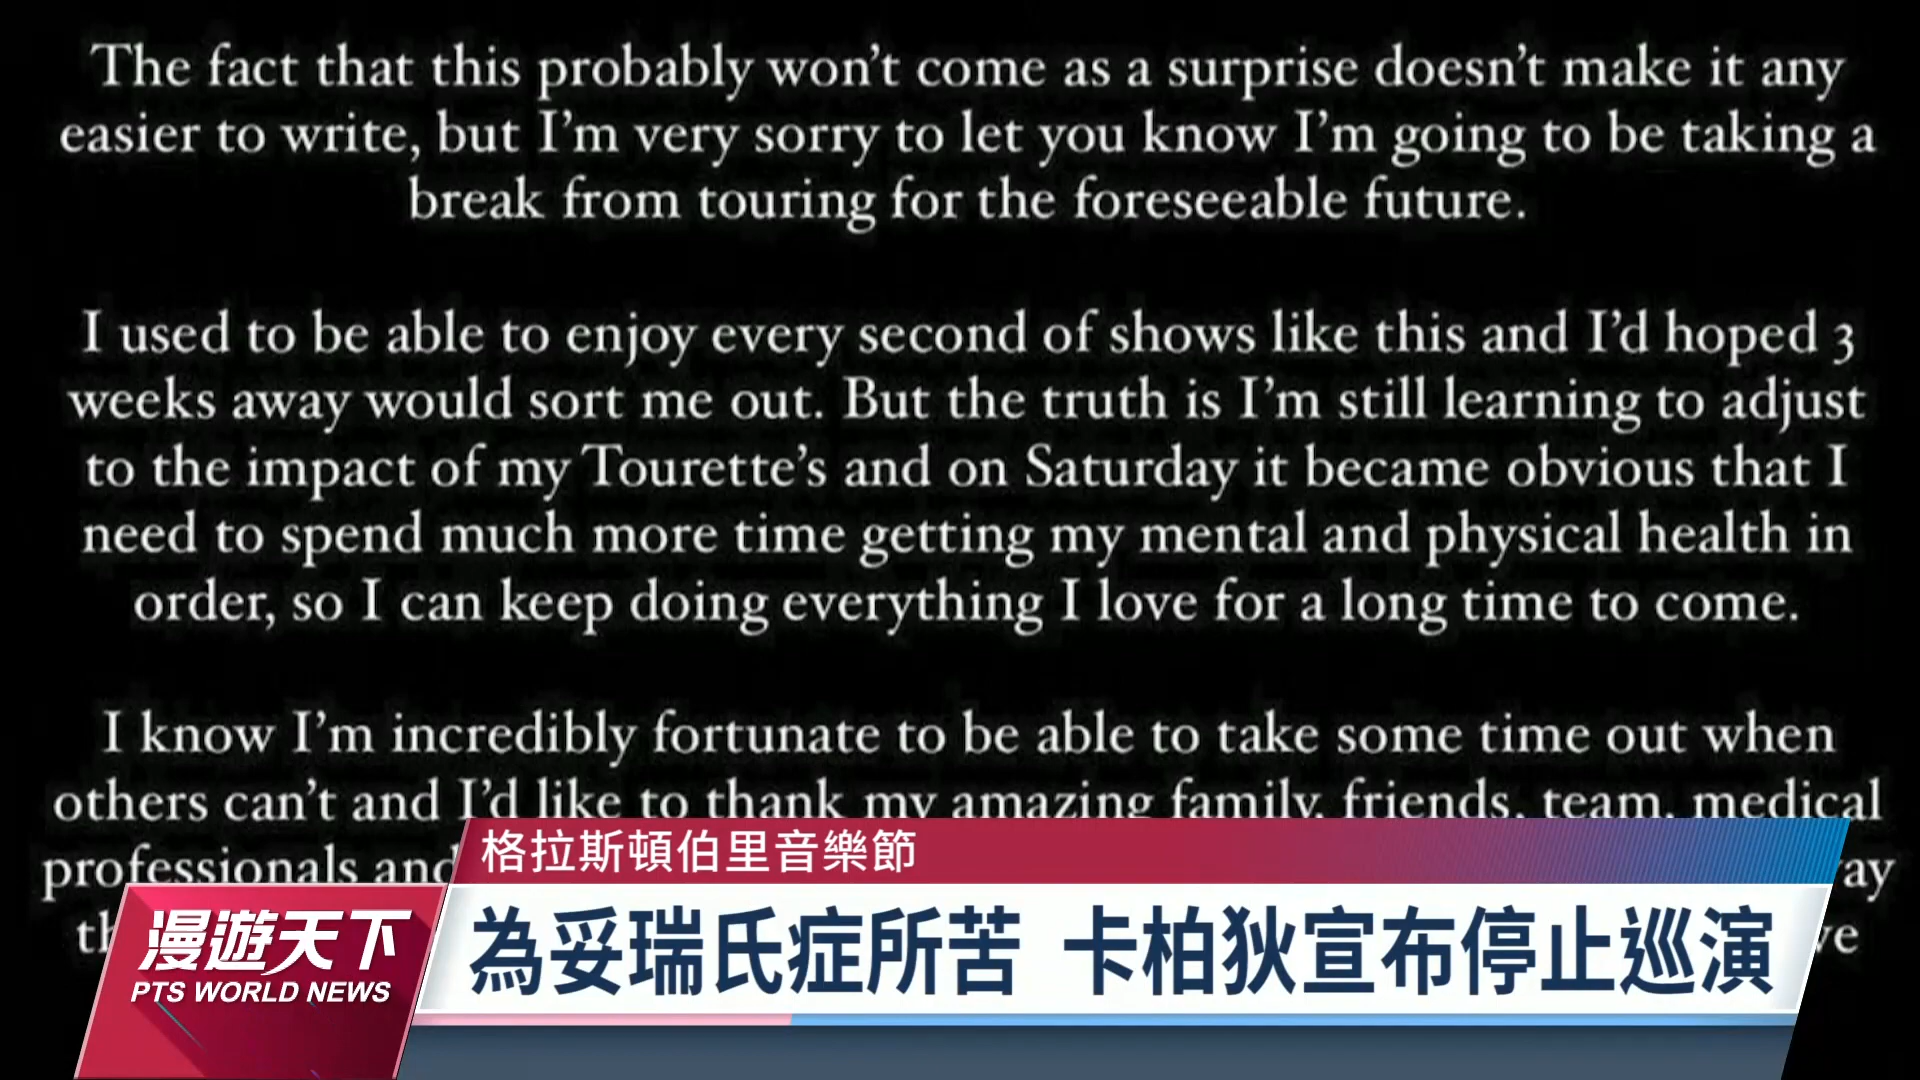 The fact that this probably won't come as a surprise doesn't make it any
easier to write, but I'm very sorry to let you know I'm going to be taking a
break from touring for the foreseeable future.
I used to be able to enjoy every second of shows like this and I'd hoped 3
weeks away would sort me out. But the truth is I'm still learning to adjust
to the impact of my Tourette's and on Saturday it became obvious that I
need to spend much more time getting my mental and physical health in
order, so I can keep doing everything I love for a long time to come.
I know I'm incredibly fortunate to be able to take some time out when
others can't and I'd like to thank my amazing family, friends, team, medical
professionals and
格拉斯頓伯里音樂節
為妥瑞氏症所苦 卡柏狄宣布停止巡演
漫遊天下
PTS WORLD NEWS